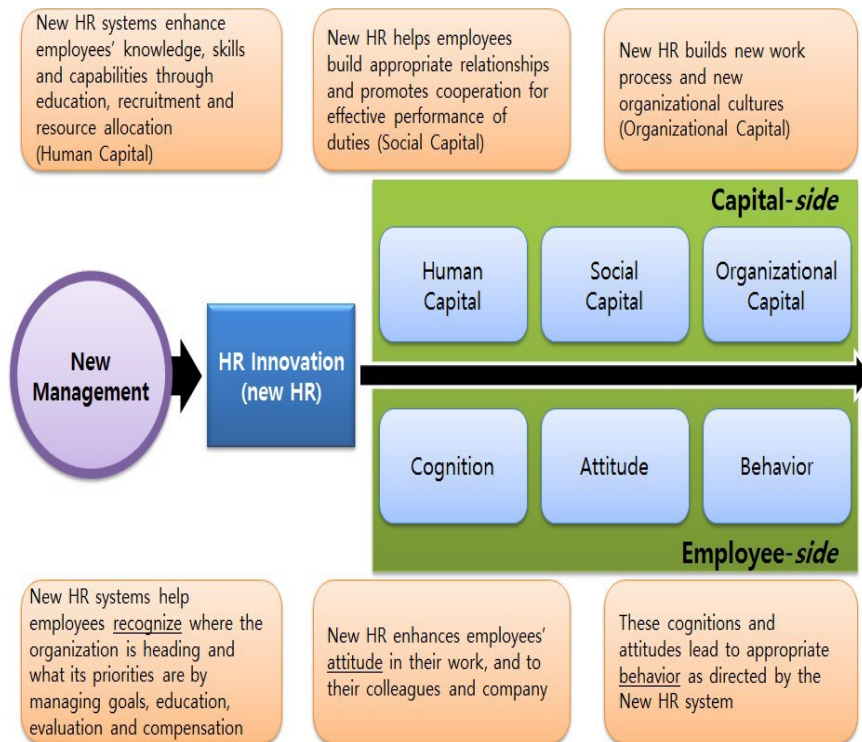 New HR systems enhance
employees' knowledge, skills
and capabilities through
education, recruitment and
resource allocation
(Human Capital)
New HR helps employees
build appropriate relationships
and promotes cooperation for
effective performance of
duties (Social Capital)
New HR builds new work
process and new
organizational cultures
(Organizational Capital)
Capital-side
Human
Capital
Social
Capital
Organizational
Capital
New
Management
HR Innovation
(new HR)
Cognition
Attitude
Behavior
Employee-side
New HR systems help
employees recognize where the
organization is heading and
what its priorities are by
managing goals, education,
evaluation and compensation
New HR enhances employees'
attitude in their work, and to
their colleagues and company
These cognitions and
attitudes lead to appropriate
behavior as directed by the
New HR system